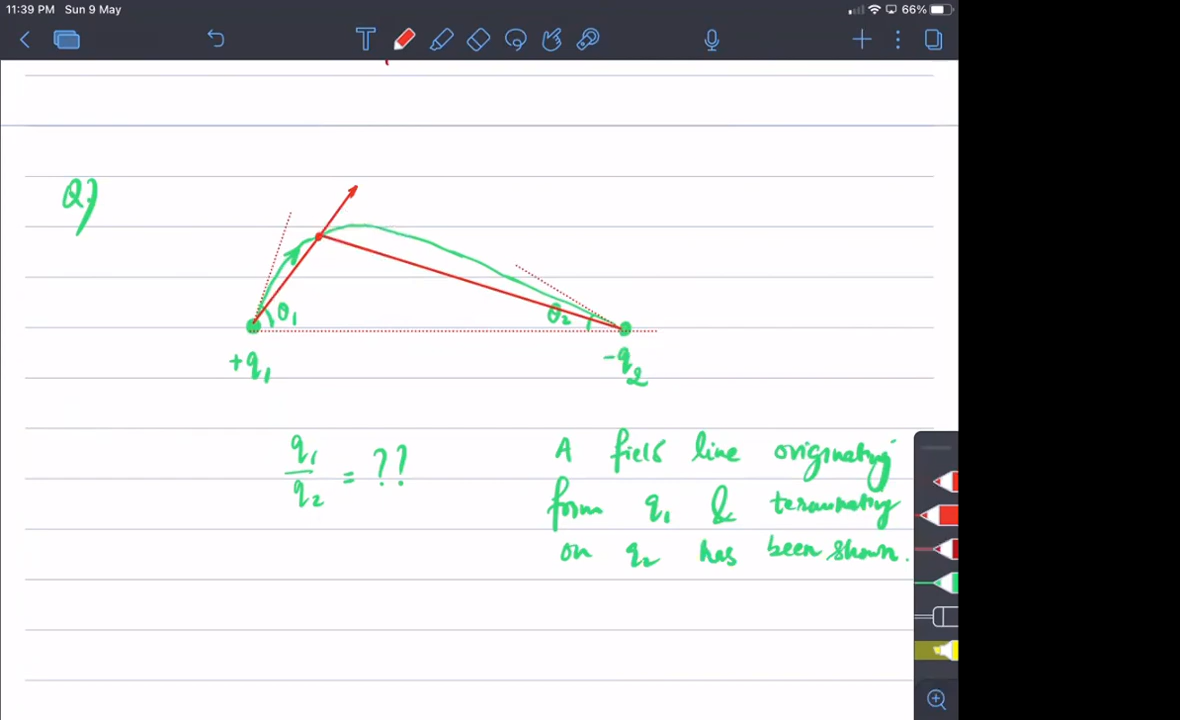 11:39 PM Sun 9 May 66%
T
Q)
θ1 θ2
+q1 -q2
q1/q2 = ??
A field line originating
form q1 & terminating
on q2 has been shown.